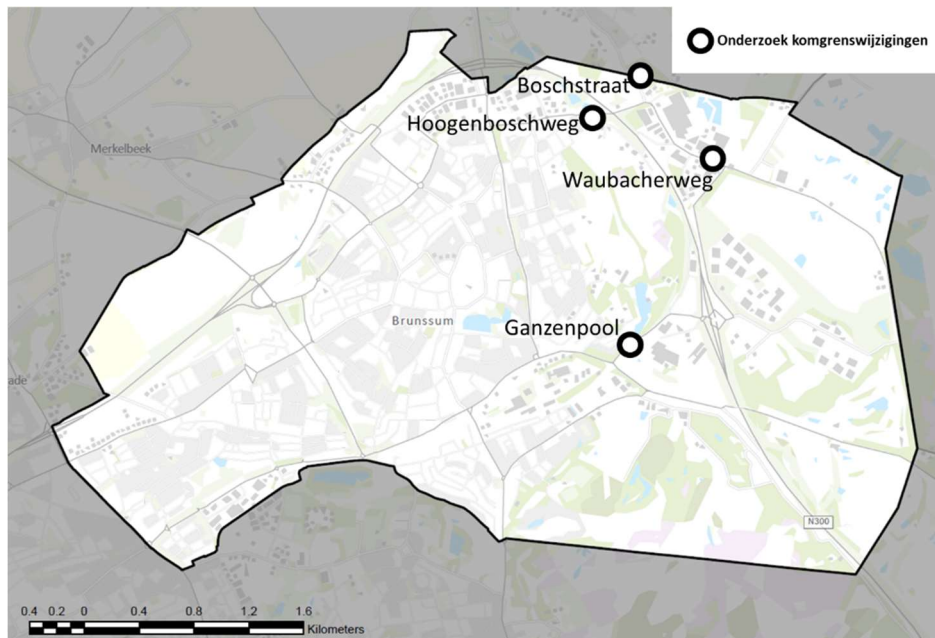 Onderzoek komgrenswijzigingen
Boschstraat
Hoogenboschweg
Merkelbeek
Waubacherweg
Brunssum
Ganzenpool
ade
N300
0.4 0.2 0 0.4 0.8 1.2 1.6
Kilometers